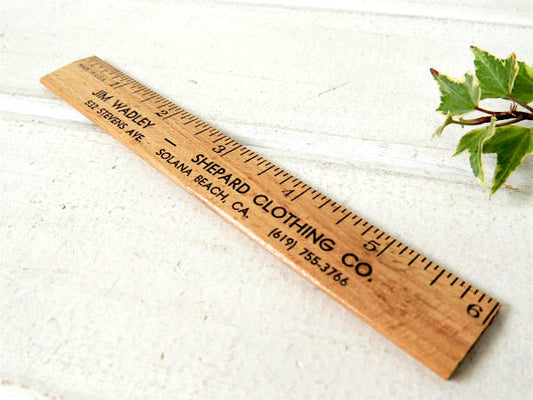 1 2 3 4 5 6
JIM WADLEY — SHEPARD CLOTHING CO.
532 STEVENS AVE. SOLANA BEACH, CA. (619) 755-3766